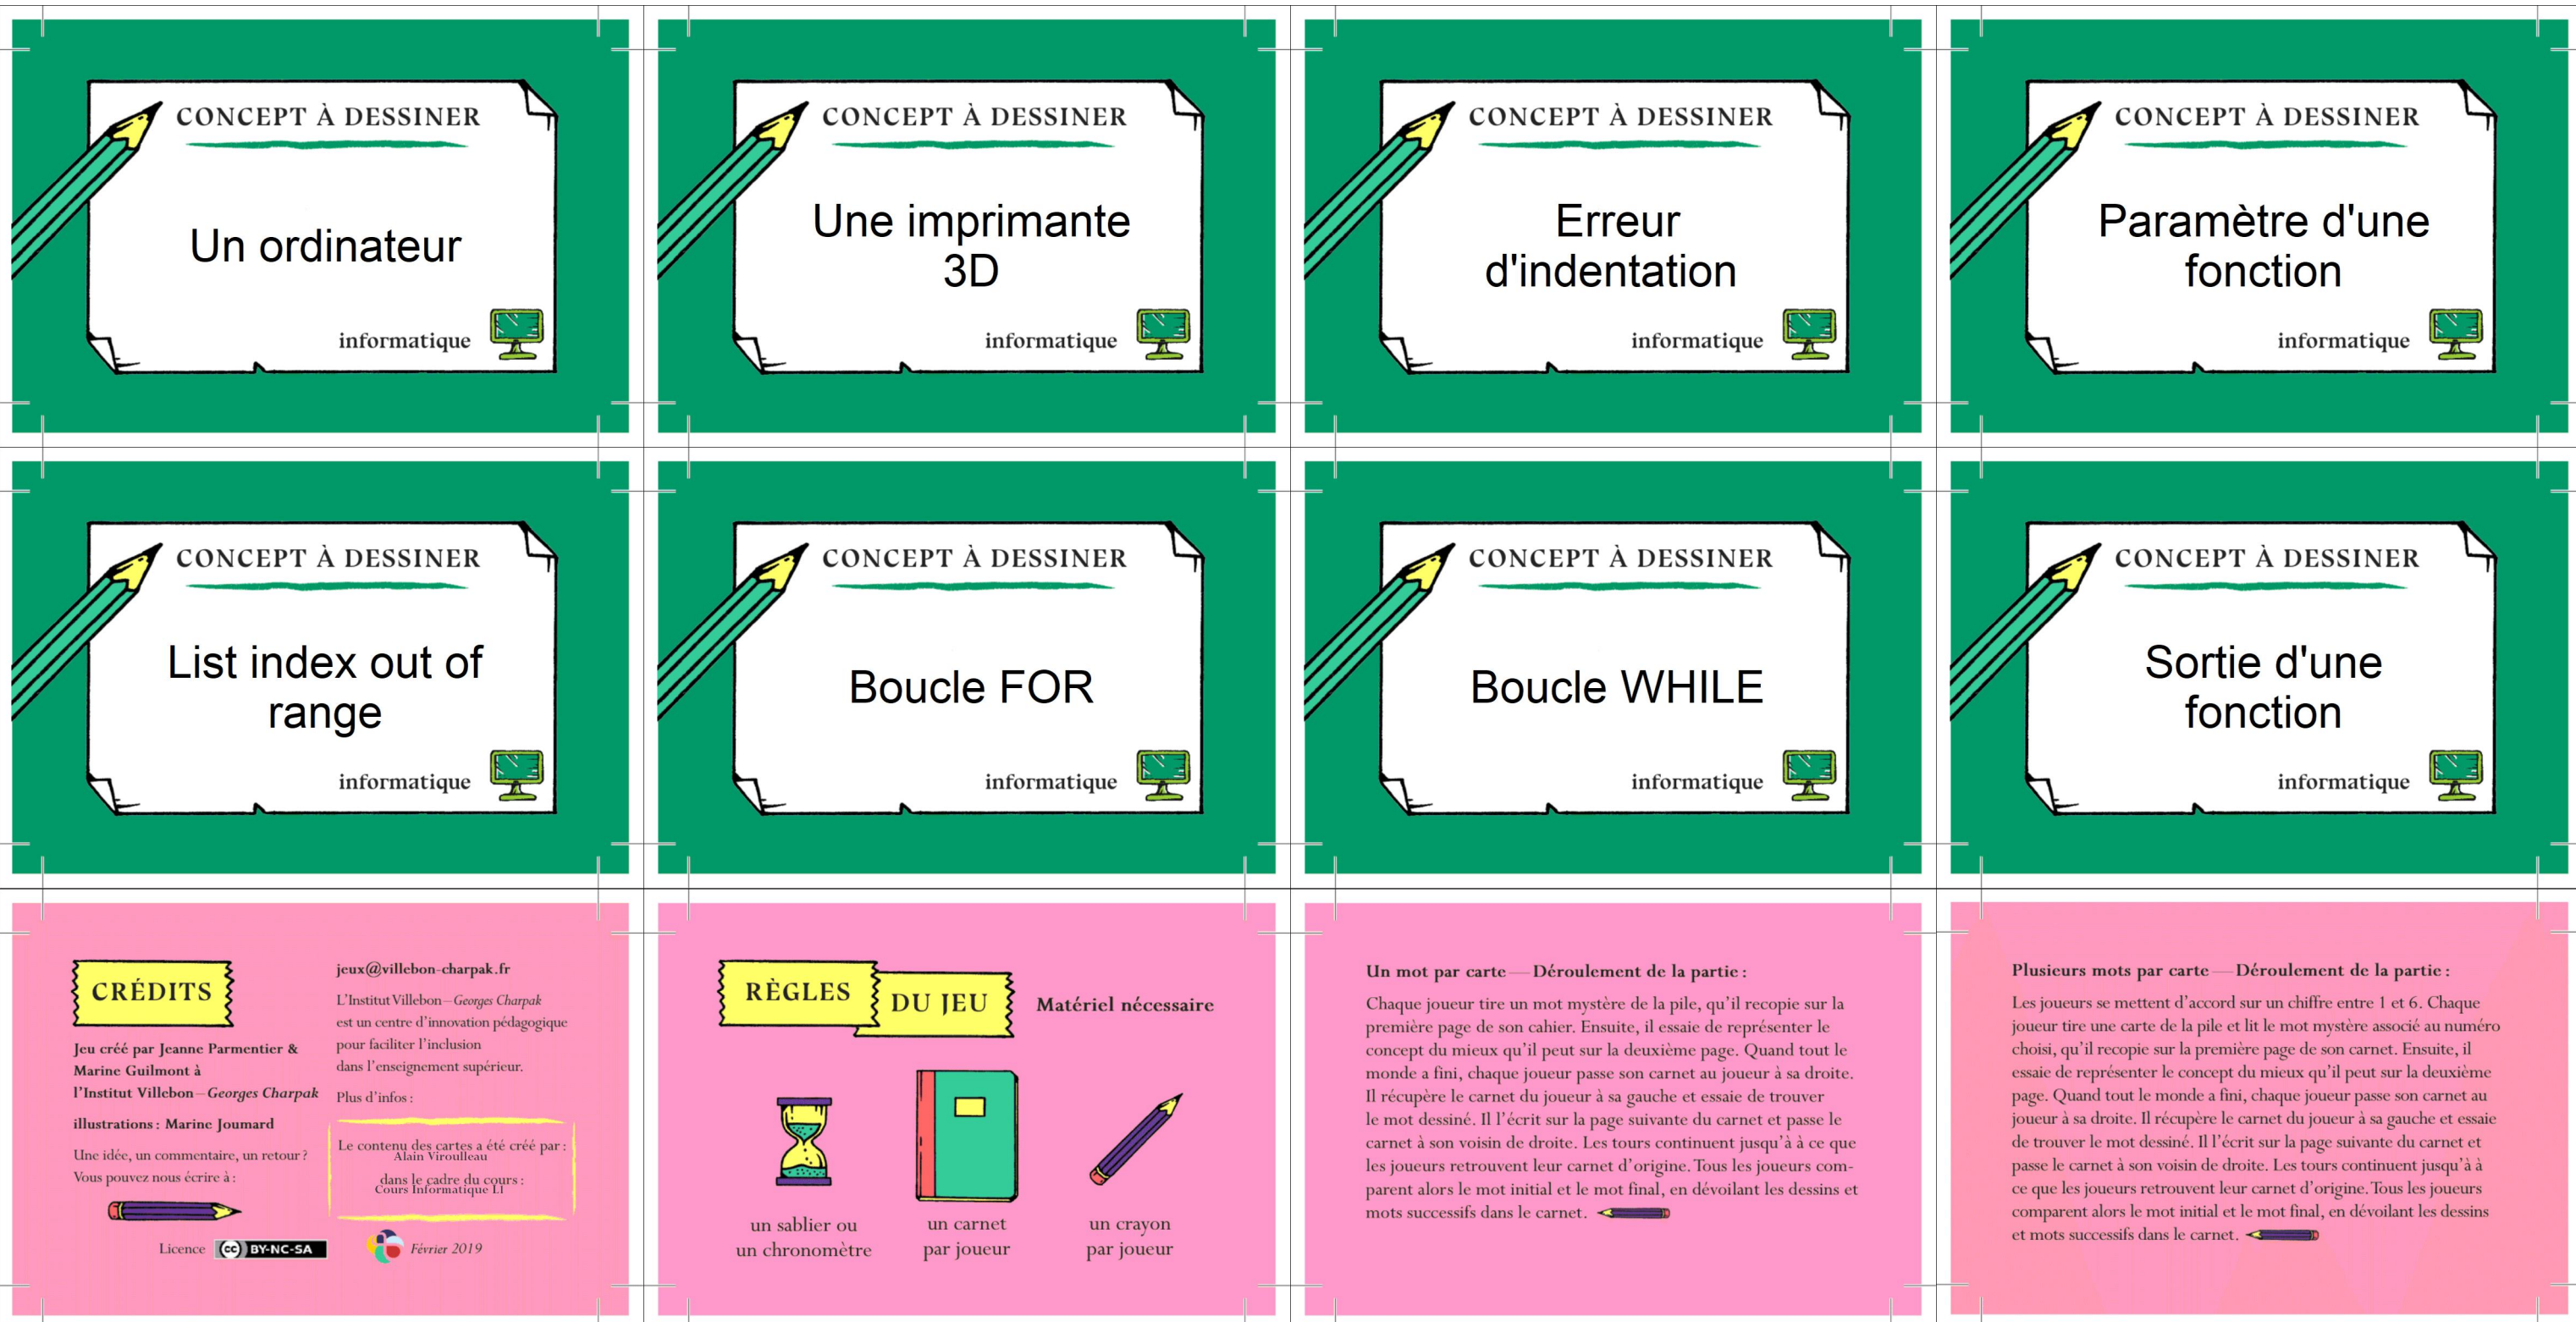 CONCEPT À DESSINER
Un ordinateur
informatique
CONCEPT À DESSINER
Une imprimante
3D
informatique
CONCEPT À DESSINER
Erreur
d'indentation
informatique
CONCEPT À DESSINER
Paramètre d'une
fonction
informatique
CONCEPT À DESSINER
List index out of
range
informatique
CONCEPT À DESSINER
Boucle FOR
informatique
CONCEPT À DESSINER
Boucle WHILE
informatique
CONCEPT À DESSINER
Sortie d'une
fonction
informatique
CRÉDITS
Jeu créé par Jeanne Parmentier &
Marine Guilmont à
l'Institut Villebon – Georges Charpak
illustrations : Marine Joumard
Une idée, un commentaire, un retour ?
Vous pouvez nous écrire à :
jeux@villebon-charpak.fr
L'Institut Villebon – Georges Charpak
est un centre d'innovation pédagogique
pour faciliter l'inclusion
dans l'enseignement supérieur.
Plus d'infos :
Le contenu des cartes a été créé par :
Alain Virouleau
dans le cadre du cours :
Cours Informatique L1
Licence
cc BY-NC-SA
Février 2019
RÈGLES
DU JEU
Matériel nécessaire
un sablier ou
un chronomètre
un carnet
par joueur
un crayon
par joueur
Un mot par carte — Déroulement de la partie :
Chaque joueur tire un mot mystère de la pile, qu'il recopie sur la
première page de son cahier. Ensuite, il essaie de représenter le
concept du mieux qu'il peut sur la deuxième page. Quand tout le
monde a fini, chaque joueur passe son carnet au joueur à sa droite.
Il récupère le carnet du joueur à sa gauche et essaie de trouver
le mot dessiné. Il l'écrit sur la page suivante du carnet et passe le
carnet à son voisin de droite. Les tours continuent jusqu'à à ce que
les joueurs retrouvent leur carnet d'origine. Tous les joueurs com-
parent alors le mot initial et le mot final, en dévoilant les dessins et
mots successifs dans le carnet.
Plusieurs mots par carte — Déroulement de la partie :
Les joueurs se mettent d'accord sur un chiffre entre 1 et 6. Chaque
joueur tire une carte de la pile et lit le mot mystère associé au numéro
choisi, qu'il recopie sur la première page de son carnet. Ensuite, il
essaie de représenter le concept du mieux qu'il peut sur la deuxième
page. Quand tout le monde a fini, chaque joueur passe son carnet au
joueur à sa droite. Il récupère le carnet du joueur à sa gauche et essaie
de trouver le mot dessiné. Il l'écrit sur la page suivante du carnet et
passe le carnet à son voisin de droite. Les tours continuent jusqu'à à
ce que les joueurs retrouvent leur carnet d'origine. Tous les joueurs
comparent alors le mot initial et le mot final, en dévoilant les dessins
et mots successifs dans le carnet.